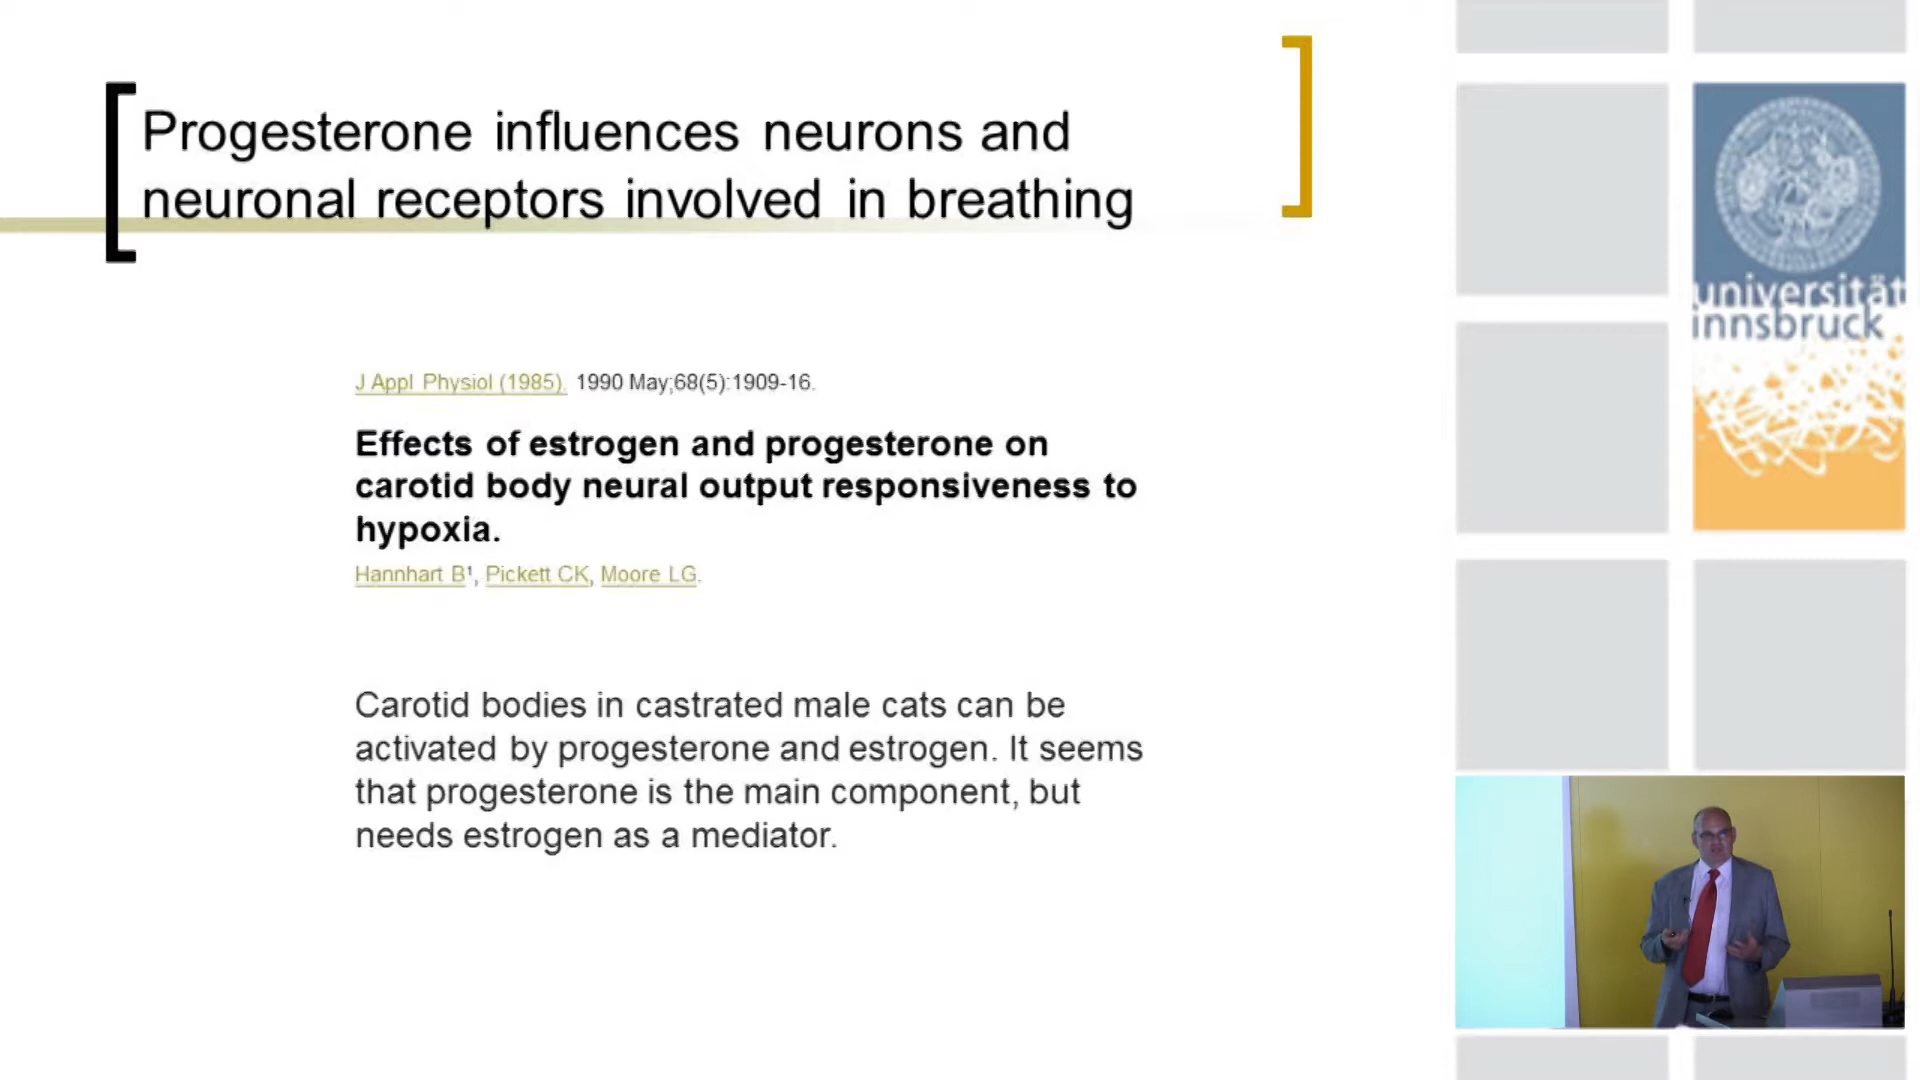 Progesterone influences neurons and
neuronal receptors involved in breathing
J Appl Physiol (1985). 1990 May;68(5):1909-16.
Effects of estrogen and progesterone on
carotid body neural output responsiveness to
hypoxia.
Hannhart B¹, Pickett CK, Moore LG.
Carotid bodies in castrated male cats can be
activated by progesterone and estrogen. It seems
that progesterone is the main component, but
needs estrogen as a mediator.
universität
innsbruck